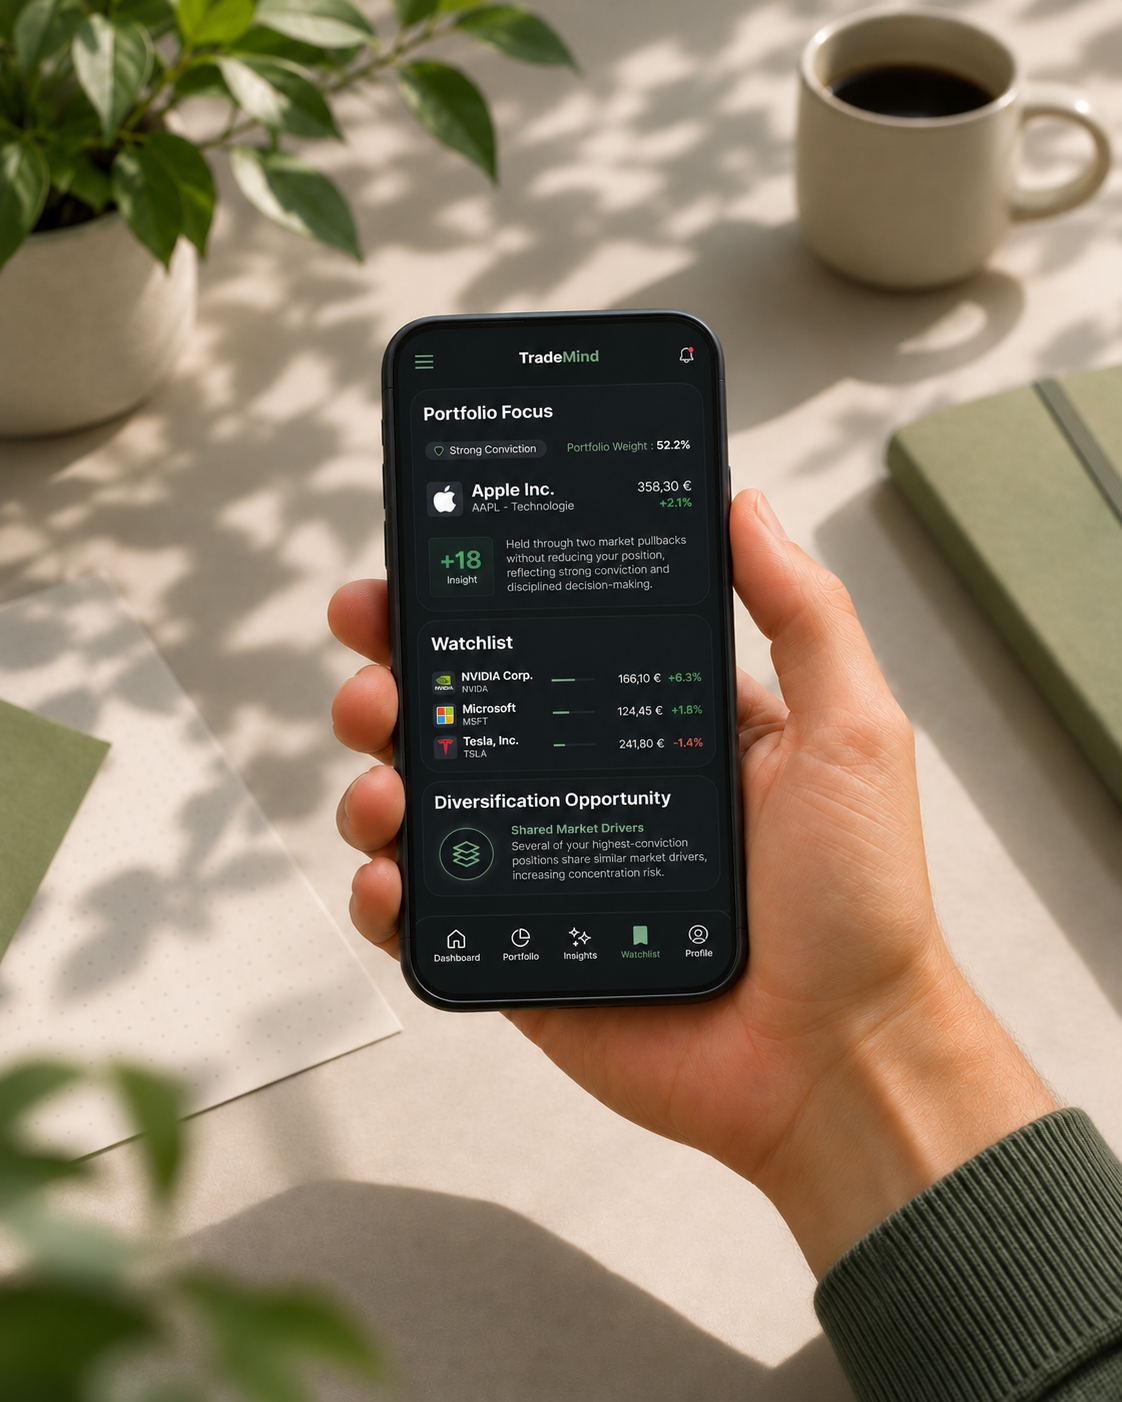 TradeMind
Portfolio Focus
Strong Conviction
Portfolio Weight : 52.2%
Apple Inc.
358,30 €
AAPL - Technologie
+2.1%
+18
Insight
Held through two market pullbacks
without reducing your position,
reflecting strong conviction and
disciplined decision-making.
Watchlist
NVIDIA Corp.
166,10 € +6.3%
NVIDA
Microsoft
124,45 € +1.8%
MSFT
Tesla, Inc.
241,80 € -1.4%
TSLA
Diversification Opportunity
Shared Market Drivers
Several of your highest-conviction
positions share similar market drivers,
increasing concentration risk.
Dashboard
Portfolio
Insights
Watchlist
Profile